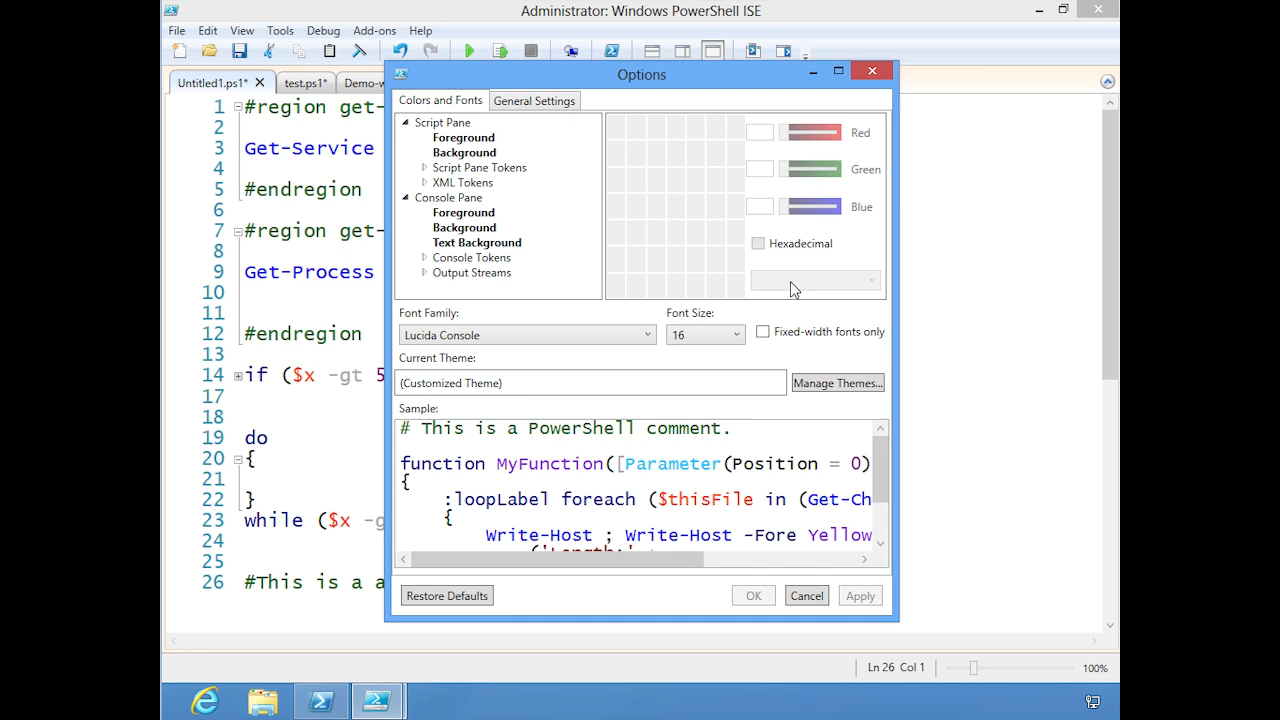 Administrator: Windows PowerShell ISE
File Edit View Tools Debug Add-ons Help
Untitled1.ps1* test.ps1* Demo-w
1 #region get-
2
3 Get-Service
4
5 #endregion
6
7 #region get-
8
9 Get-Process
10
11
12 #endregion
13
14 if ($x -gt 5
17
18
19 do
20 {
21
22 }
23 while ($x -g
24
25
26 #This is a a
Options
Colors and Fonts General Settings
Script Pane
Foreground
Background
Script Pane Tokens
XML Tokens
Console Pane
Foreground
Background
Text Background
Console Tokens
Output Streams
Red
Green
Blue
Hexadecimal
Font Family: Font Size:
Lucida Console 16 Fixed-width fonts only
Current Theme:
(Customized Theme) Manage Themes...
Sample:
# This is a PowerShell comment.
function MyFunction([Parameter(Position = 0)
{
:loopLabel foreach ($thisFile in (Get-Ch
{
Write-Host ; Write-Host -Fore Yellow
('Length:' +
Restore Defaults OK Cancel Apply
Ln 26 Col 1 100%